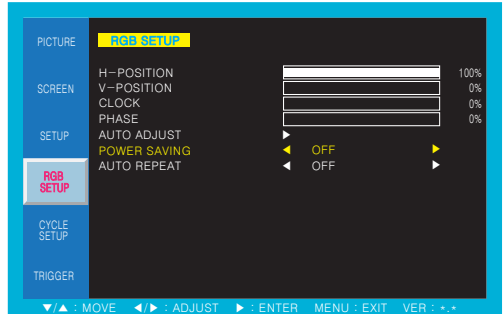 PICTURE
SCREEN
SETUP
RGB
SETUP
CYCLE
SETUP
TRIGGER
RGB SETUP
H-POSITION 100%
V-POSITION 0%
CLOCK 0%
PHASE 0%
AUTO ADJUST ▶
POWER SAVING ◀ OFF ▶
AUTO REPEAT ◀ OFF ▶
▼/▲ : MOVE ◀/▶ : ADJUST ▶ : ENTER MENU : EXIT VER : *.*